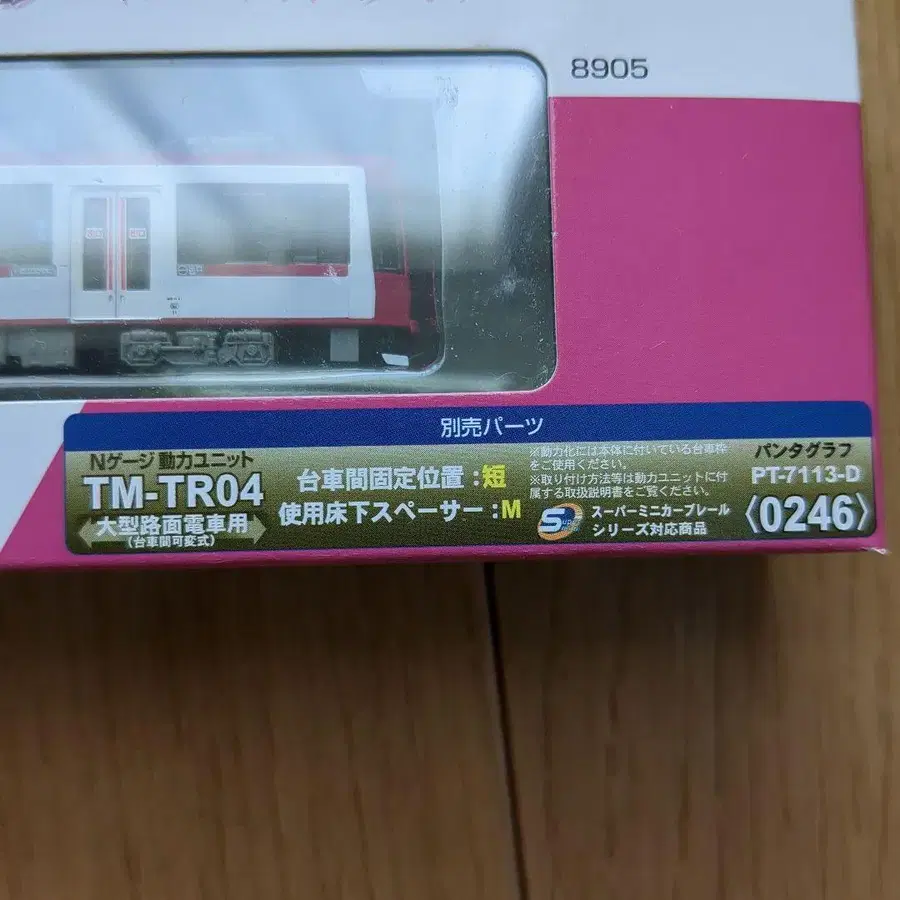 8905
別売パーツ
Nゲージ 動力ユニット
TM-TR04
大型路面電車用
(台車間可変式)
台車間固定位置:短
使用床下スペーサー:M
※動力化には本体に付いている台車枠
をご使用ください。
※取り付け方法等は動力ユニットに付
属する取扱説明書をご覧ください。
スーパーミニカーブレール
シリーズ対応商品
パンタグラフ
PT-7113-D
〈0246〉